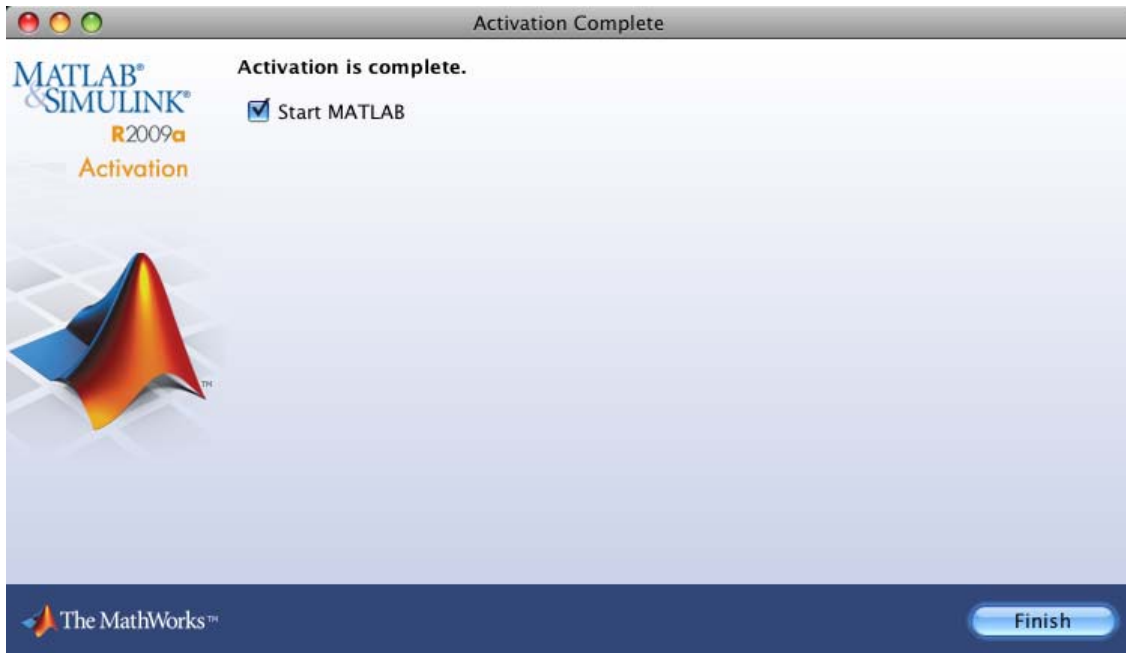 Activation Complete
MATLAB®
&SIMULINK®
R2009a
Activation
Activation is complete.
Start MATLAB
TM
The MathWorks™
Finish